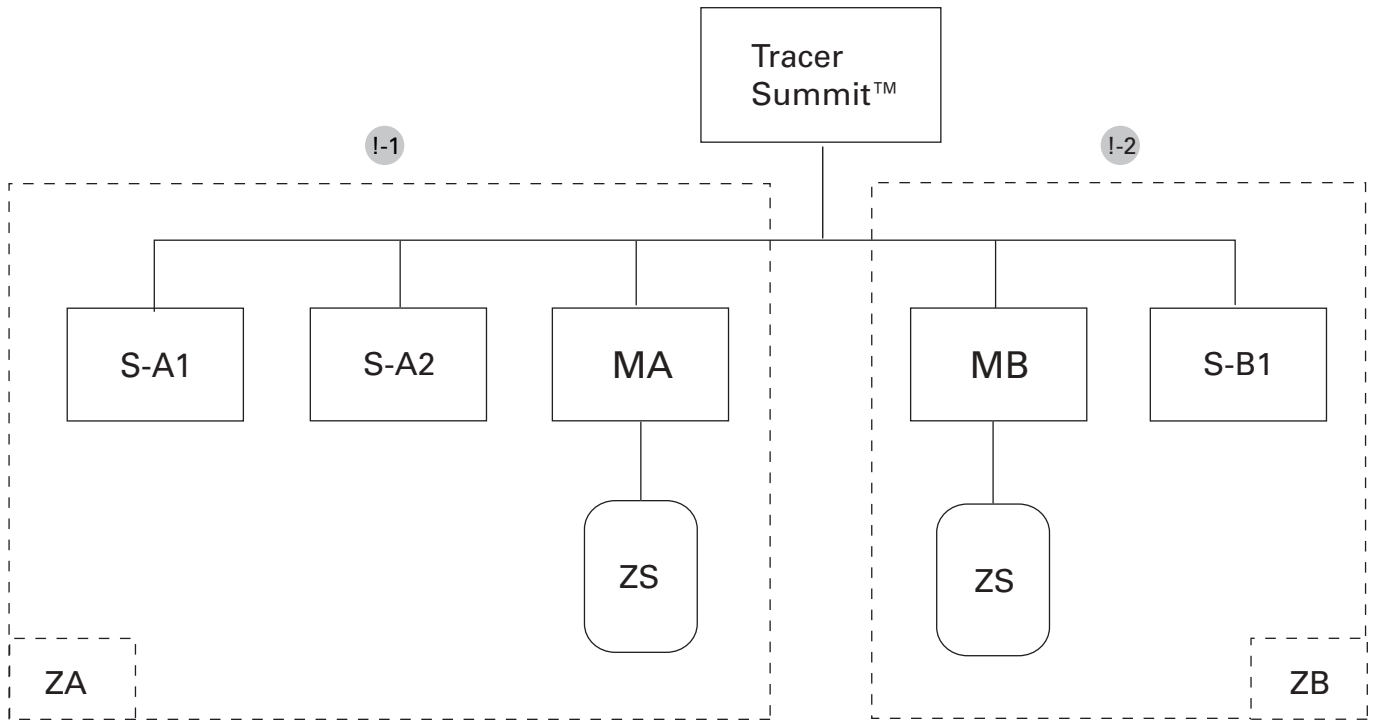 Tracer
Summit™
!-1
!-2
S-A1
S-A2
MA
MB
S-B1
ZS
ZS
ZA
ZB